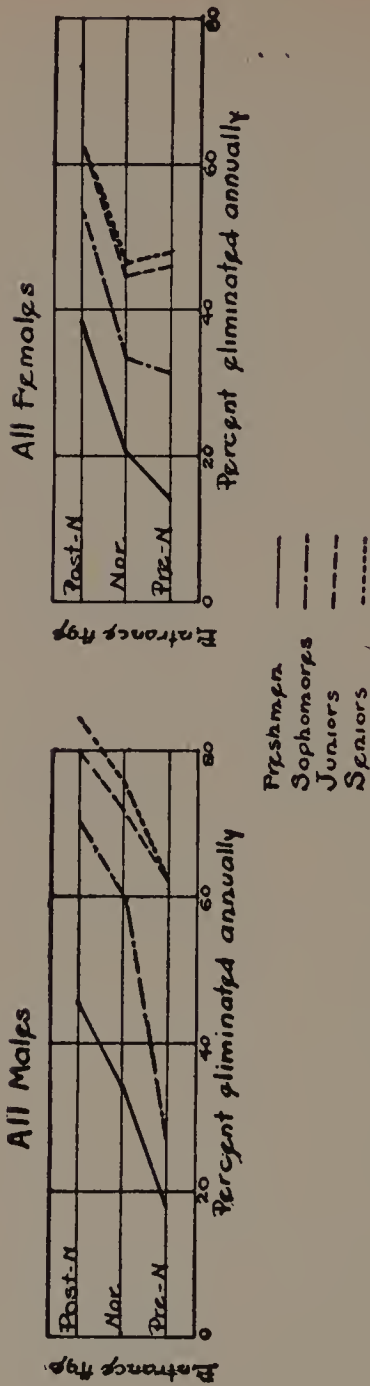 All Males
Entrance Age
Post-N
Nor.
Pre-N
0 20 40 60 80
Percent eliminated annually
All Females
Entrance Age
Post-N
Nor.
Pre-N
0 20 40 60 80
Percent eliminated annually
Freshmen
Sophomores
Juniors
Seniors